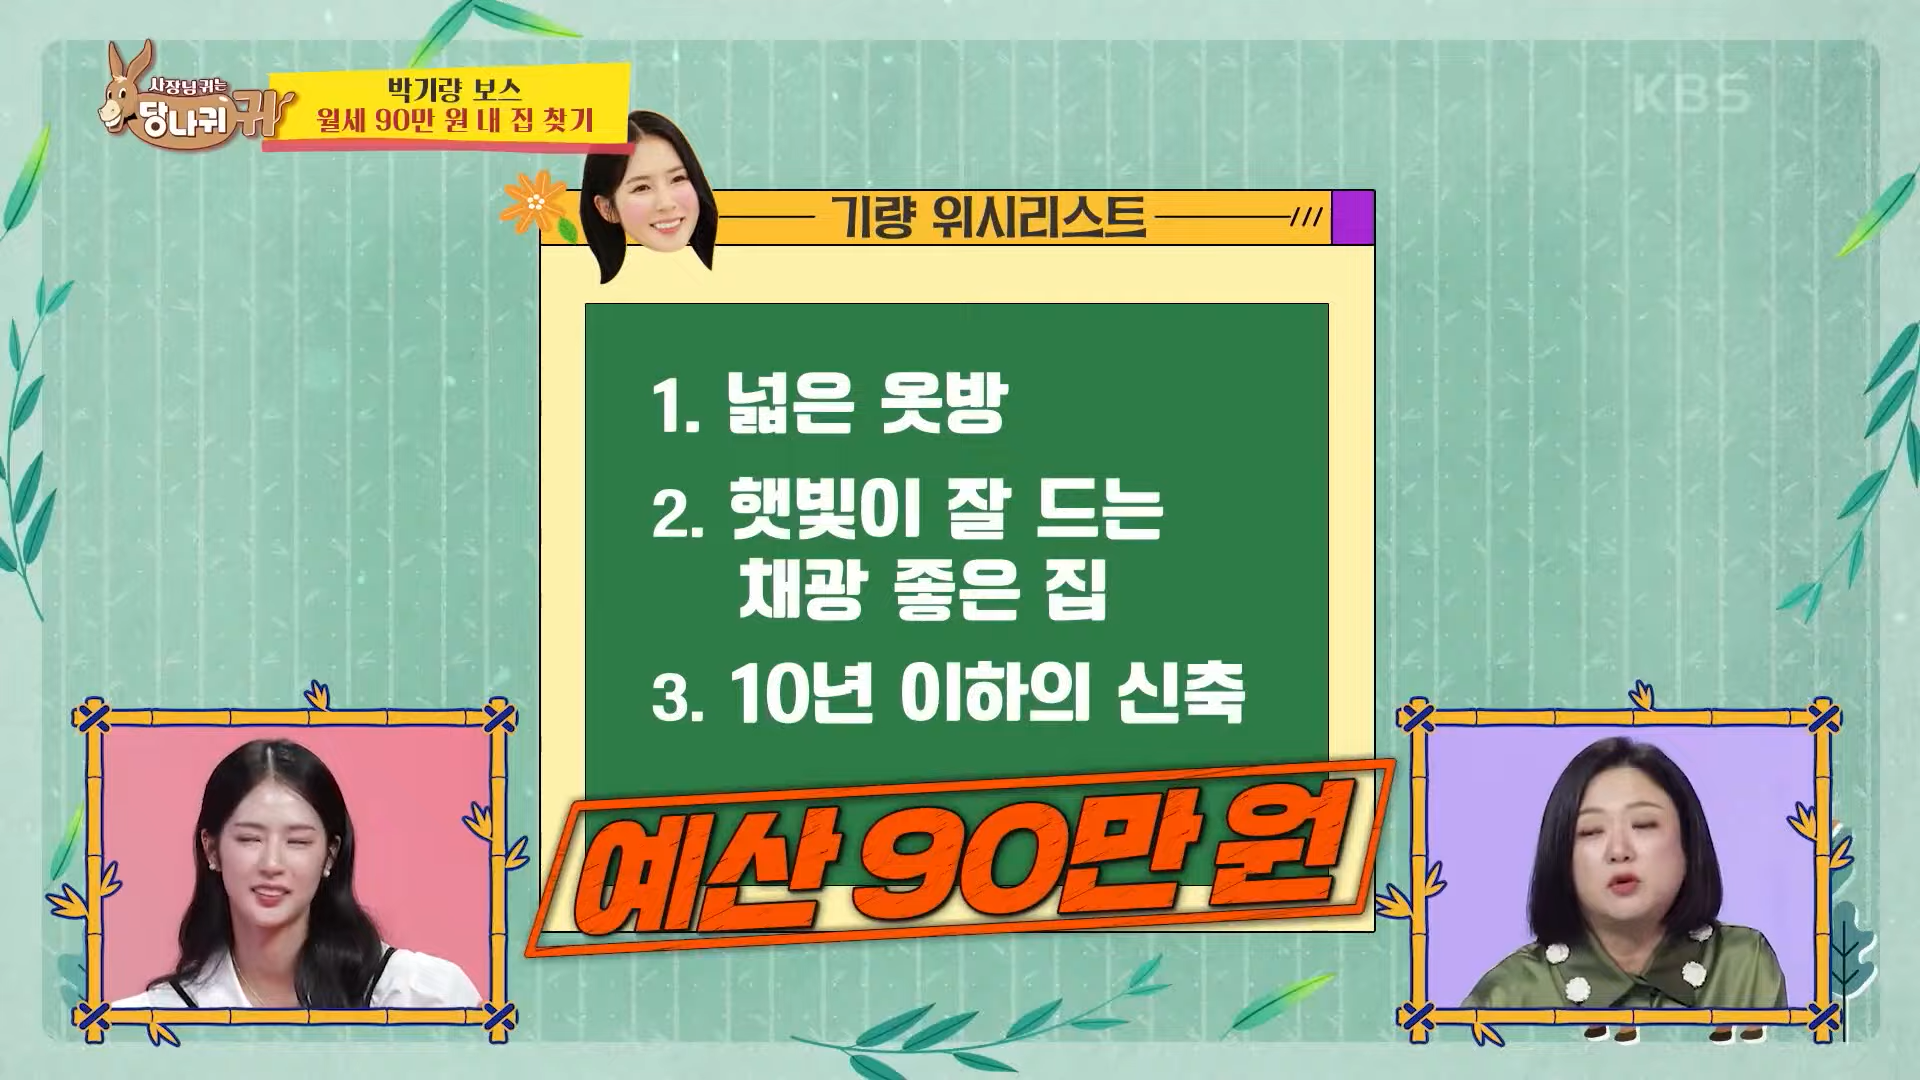 사장님 귀는
당나귀 귀
박기량 보스
월세 90만 원 내 집 찾기
KBS
기량 위시리스트
1. 넓은 옷방
2. 햇빛이 잘 드는
채광 좋은 집
3. 10년 이하의 신축
예산 90만 원